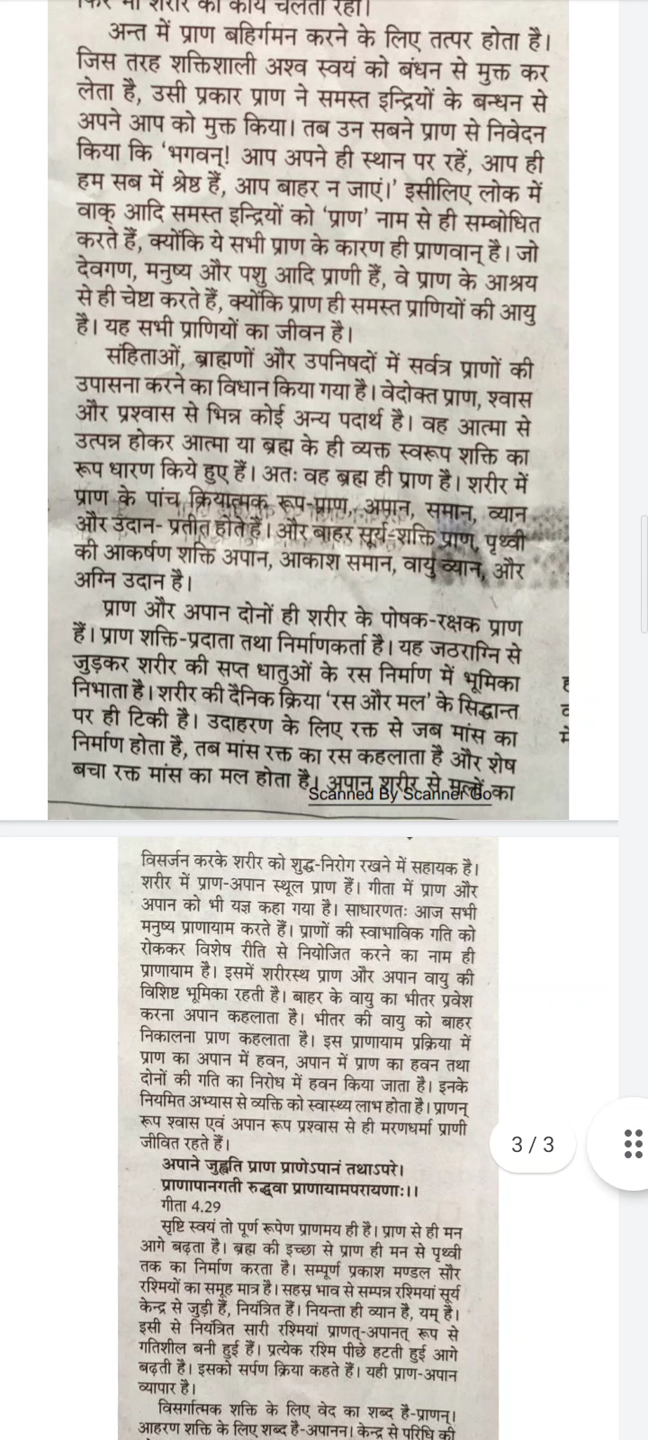 फिर भी शरीर का कार्य चलता रहा।
अन्त में प्राण बहिर्गमन करने के लिए तत्पर होता है।
जिस तरह शक्तिशाली अश्व स्वयं को बंधन से मुक्त कर
लेता है, उसी प्रकार प्राण ने समस्त इन्द्रियों के बन्धन से
अपने आप को मुक्त किया। तब उन सबने प्राण से निवेदन
किया कि ‘भगवन्! आप अपने ही स्थान पर रहें, आप ही
हम सब में श्रेष्ठ हैं, आप बाहर न जाएं।’ इसीलिए लोक में
वाक् आदि समस्त इन्द्रियों को ‘प्राण’ नाम से ही सम्बोधित
करते हैं, क्योंकि ये सभी प्राण के कारण ही प्राणवान् है। जो
देवगण, मनुष्य और पशु आदि प्राणी हैं, वे प्राण के आश्रय
से ही चेष्टा करते हैं, क्योंकि प्राण ही समस्त प्राणियों की आयु
है। यह सभी प्राणियों का जीवन है।
संहिताओं, ब्राह्मणों और उपनिषदों में सर्वत्र प्राणों की
उपासना करने का विधान किया गया है। वेदोक्त प्राण, श्वास
और प्रश्वास से भिन्न कोई अन्य पदार्थ है। वह आत्मा से
उत्पन्न होकर आत्मा या ब्रह्म के ही व्यक्त स्वरूप शक्ति का
रूप धारण किये हुए हैं। अतः वह ब्रह्म ही प्राण है। शरीर में
प्राण के पांच क्रियात्मक रूप-प्राण, अपान, समान, व्यान
और उदान- प्रतीत होते हैं। और बाहर सूर्य-शक्ति प्राण, पृथ्वी
की आकर्षण शक्ति अपान, आकाश समान, वायु व्यान, और
अग्नि उदान है।
प्राण और अपान दोनों ही शरीर के पोषक-रक्षक प्राण
हैं। प्राण शक्ति-प्रदाता तथा निर्माणकर्ता है। यह जठराग्नि से
जुड़कर शरीर की सप्त धातुओं के रस निर्माण में भूमिका
निभाता है। शरीर की दैनिक क्रिया ‘रस और मल’ के सिद्धान्त
पर ही टिकी है। उदाहरण के लिए रक्त से जब मांस का
निर्माण होता है, तब मांस रक्त का रस कहलाता है और शेष
बचा रक्त मांस का मल होता है। अपान शरीर से मलों का
Scanned By Scanner Go
विसर्जन करके शरीर को शुद्ध-निरोग रखने में सहायक है।
शरीर में प्राण-अपान स्थूल प्राण हैं। गीता में प्राण और
अपान को भी यज्ञ कहा गया है। साधारणतः आज सभी
मनुष्य प्राणायाम करते हैं। प्राणों की स्वाभाविक गति को
रोककर विशेष रीति से नियोजित करने का नाम ही
प्राणायाम है। इसमें शरीरस्थ प्राण और अपान वायु की
विशिष्ट भूमिका रहती है। बाहर के वायु का भीतर प्रवेश
करना अपान कहलाता है। भीतर की वायु को बाहर
निकालना प्राण कहलाता है। इस प्राणायाम प्रक्रिया में
प्राण का अपान में हवन, अपान में प्राण का हवन तथा
दोनों की गति का निरोध में हवन किया जाता है। इनके
नियमित अभ्यास से व्यक्ति को स्वास्थ्य लाभ होता है। प्राणन्
रूप श्वास एवं अपान रूप प्रश्वास से ही मरणधर्मा प्राणी
जीवित रहते हैं।
3 / 3
अपाने जुह्वति प्राण प्राणेऽपानं तथाऽपरे।
प्राणापानगती रुद्धवा प्राणायामपरायणाः।।
गीता 4.29
सृष्टि स्वयं तो पूर्ण रूपेण प्राणमय ही है। प्राण से ही मन
आगे बढ़ता है। ब्रह्म की इच्छा से प्राण ही मन से पृथ्वी
तक का निर्माण करता है। सम्पूर्ण प्रकाश मण्डल सौर
रश्मियों का समूह मात्र है। सहस्र भाव से सम्पन्न रश्मियां सूर्य
केन्द्र से जुड़ी हैं, नियंत्रित हैं। नियन्ता ही व्यान है, यम् है।
इसी से नियंत्रित सारी रश्मियां प्राणत्-अपानत् रूप से
गतिशील बनी हुई हैं। प्रत्येक रश्मि पीछे हटती हुई आगे
बढ़ती है। इसको सर्पण क्रिया कहते हैं। यही प्राण-अपान
व्यापार है।
विसर्गात्मक शक्ति के लिए वेद का शब्द है-प्राणन्।
आहरण शक्ति के लिए शब्द है-अपानन। केन्द्र से परिधि की